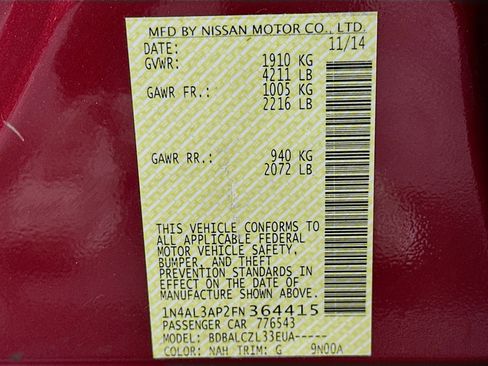 MFD BY NISSAN MOTOR CO., LTD.
DATE: 11/14
GVWR: 1910 KG
4211 LB
GAWR FR.: 1005 KG
2216 LB
GAWR RR.: 940 KG
2072 LB
THIS VEHICLE CONFORMS TO
ALL APPLICABLE FEDERAL
MOTOR VEHICLE SAFETY,
BUMPER, AND THEFT
PREVENTION STANDARDS IN
EFFECT ON THE DATE OF
MANUFACTURE SHOWN ABOVE.
1N4AL3AP2FN364415
PASSENGER CAR 776543
MODEL: BDBALCZL33EUA-----
COLOR: NAH TRIM: G 9N00A